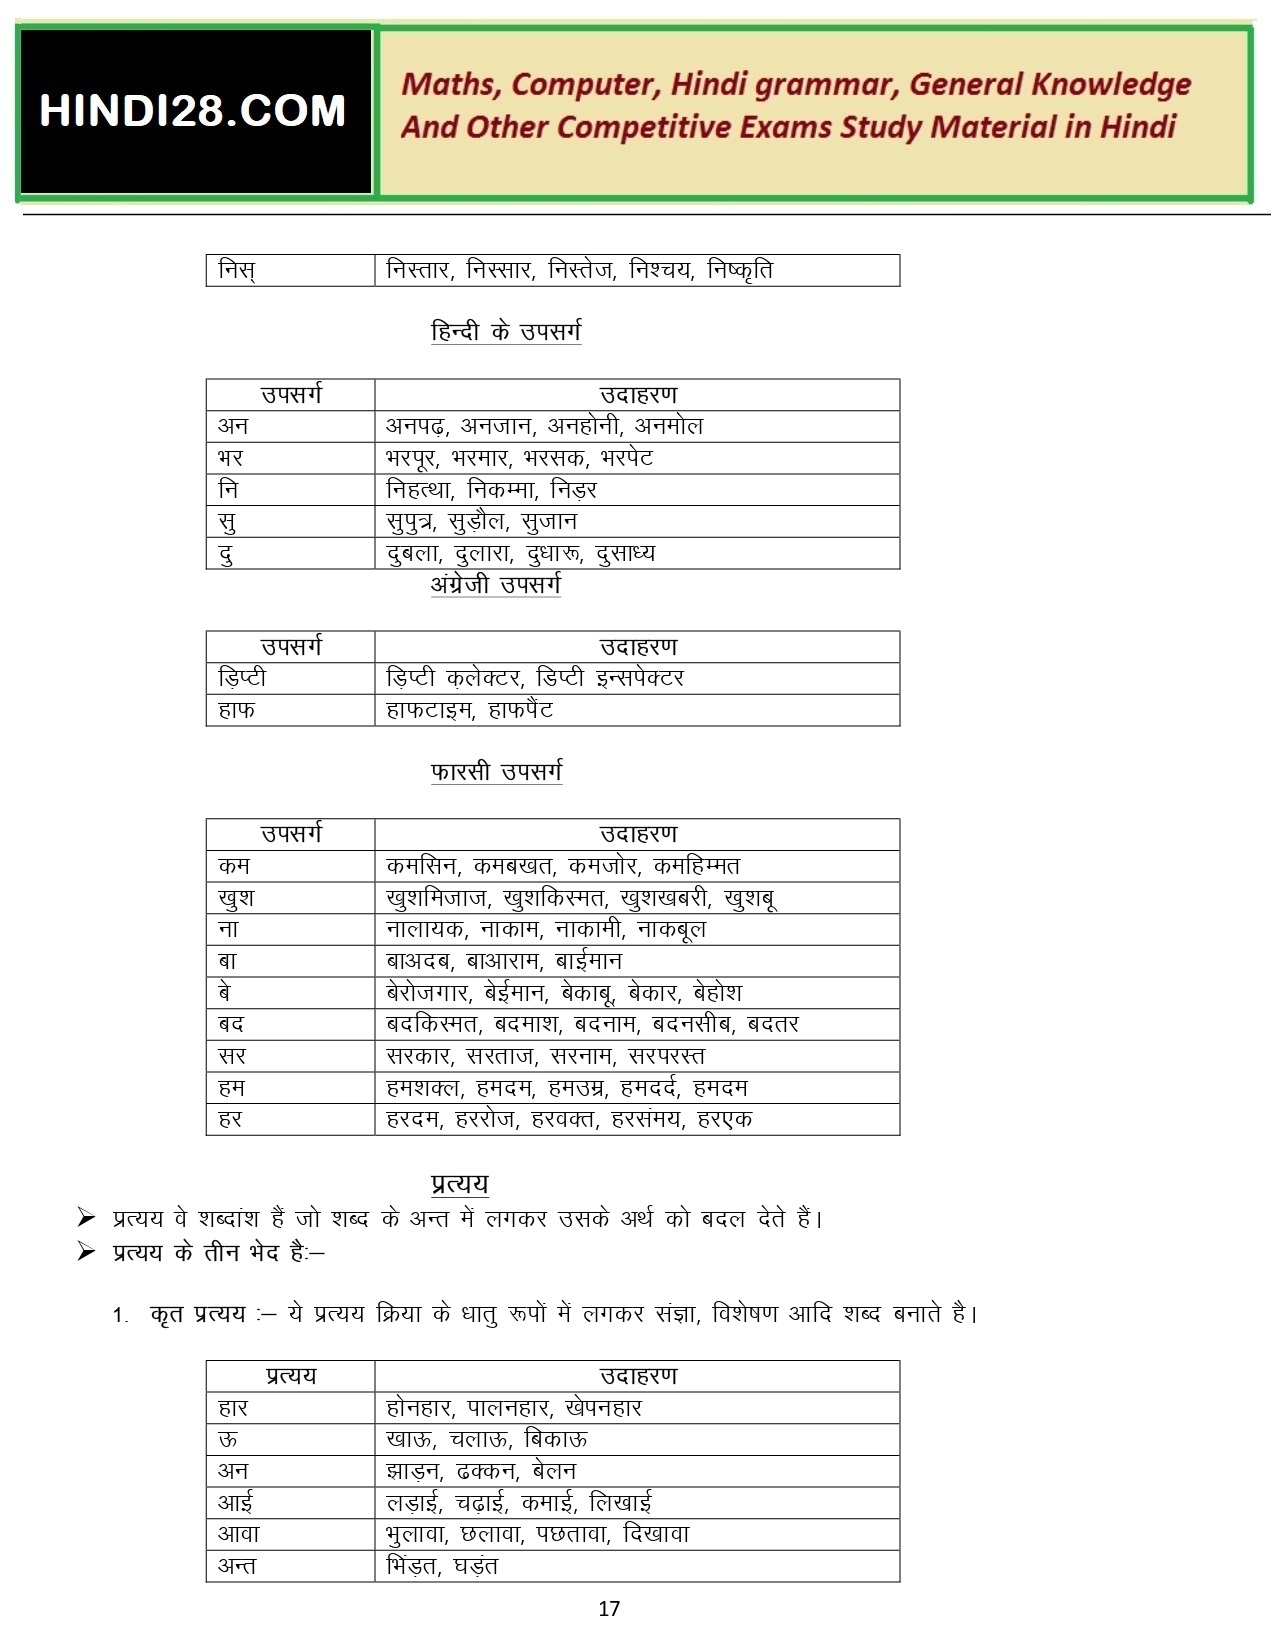 HINDI28.COM
Maths, Computer, Hindi grammar, General Knowledge
And Other Competitive Exams Study Material in Hindi
निस् निस्तार, निस्सार, निस्तेज, निश्चय, निष्कृति
हिन्दी के उपसर्ग
उपसर्ग उदाहरण
अन अनपढ़, अनजान, अनहोनी, अनमोल
भर भरपूर, भरमार, भरसक, भरपेट
नि निहत्था, निकम्मा, निड़र
सु सुपुत्र, सुड़ौल, सुजान
दु दुबला, दुलारा, दुधारू, दुसाध्य
अंग्रेजी उपसर्ग
उपसर्ग उदाहरण
ड़िप्टी ड़िप्टी क़लेक्टर, डिप्टी इन्सपेक्टर
हाफ हाफटाइम, हाफपैंट
फारसी उपसर्ग
उपसर्ग उदाहरण
कम कमसिन, कमबखत, कमजोर, कमहिम्मत
खुश खुशमिजाज, खुशकिस्मत, खुशखबरी, खुशबू
ना नालायक, नाकाम, नाकामी, नाकबूल
बा बाअदब, बाआराम, बाईमान
बे बेरोजगार, बेईमान, बेकाबू, बेकार, बेहोश
बद बदकिस्मत, बदमाश, बदनाम, बदनसीब, बदतर
सर सरकार, सरताज, सरनाम, सरपरस्त
हम हमशक्ल, हमदम, हमउम्र, हमदर्द, हमदम
हर हरदम, हररोज, हरवक्त, हरसंमय, हरएक
प्रत्यय
➢ प्रत्यय वे शब्दांश हैं जो शब्द के अन्त में लगकर उसके अर्थ को बदल देते हैं।
➢ प्रत्यय के तीन भेद है:–
1. कृत प्रत्यय :– ये प्रत्यय क्रिया के धातु रूपों में लगकर संज्ञा, विशेषण आदि शब्द बनाते है।
प्रत्यय उदाहरण
हार होनहार, पालनहार, खेपनहार
ऊ खाऊ, चलाऊ, बिकाऊ
अन झाड़न, ढक्कन, बेलन
आई लड़ाई, चढ़ाई, कमाई, लिखाई
आवा भुलावा, छलावा, पछतावा, दिखावा
अन्त भिंड़त, घड़ंत
17